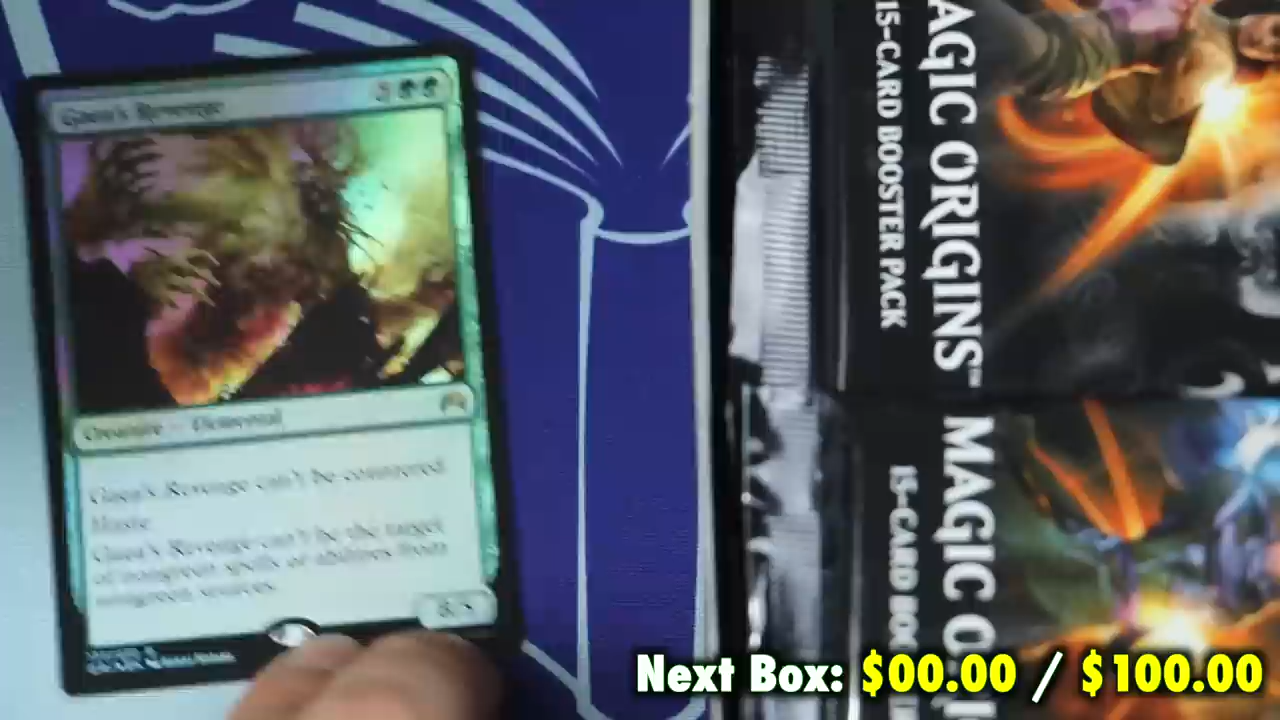 Gaea's Revenge
Creature — Elemental
Gaea's Revenge can't be countered
Haste
Gaea's Revenge can't be the target
of nongreen spells or abilities from
nongreen sources.
MAGIC ORIGINS™
15-CARD BOOSTER PACK
MAGIC O
15-CARD BOO
Next Box: $00.00 / $100.00